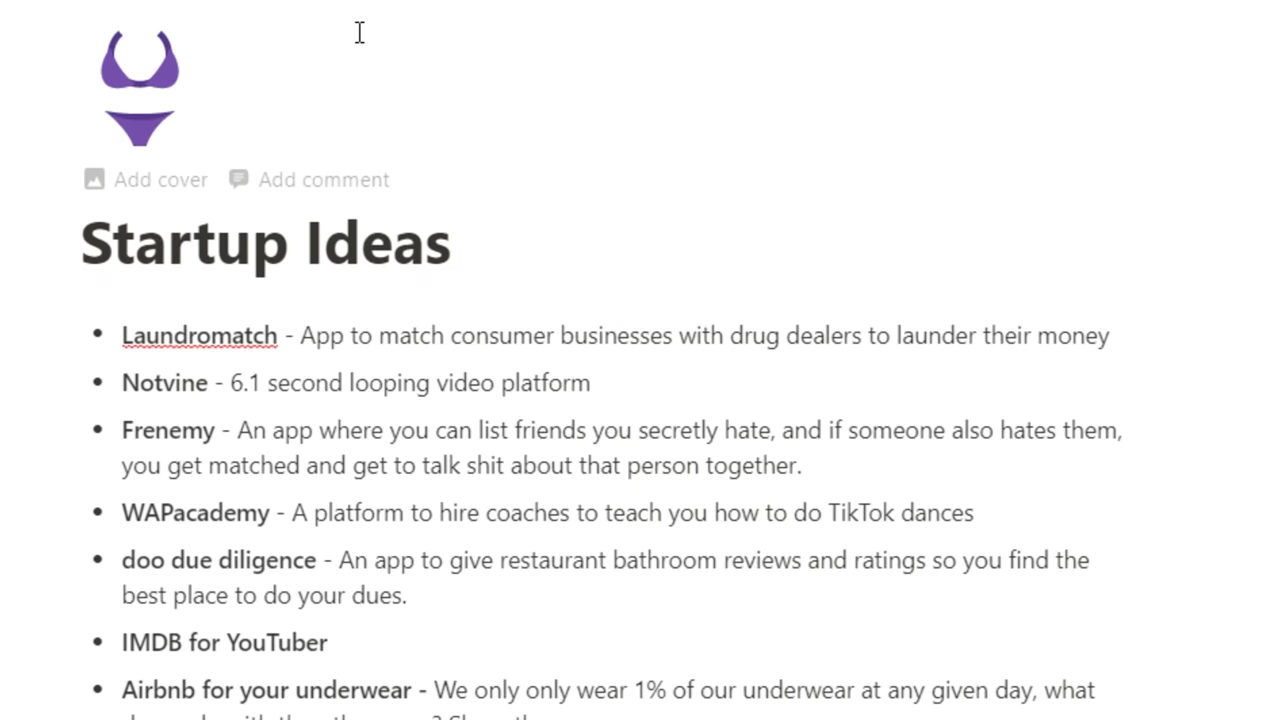 Add cover Add comment
Startup Ideas
• Laundromatch - App to match consumer businesses with drug dealers to launder their money
• Notvine - 6.1 second looping video platform
• Frenemy - An app where you can list friends you secretly hate, and if someone also hates them,
you get matched and get to talk shit about that person together.
• WAPacademy - A platform to hire coaches to teach you how to do TikTok dances
• doo due diligence - An app to give restaurant bathroom reviews and ratings so you find the
best place to do your dues.
• IMDB for YouTuber
• Airbnb for your underwear - We only only wear 1% of our underwear at any given day, what